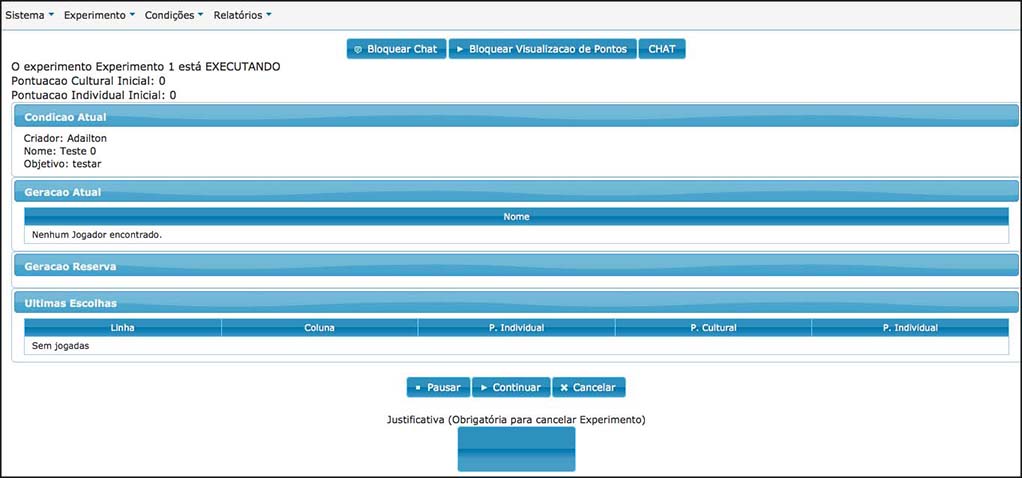 Sistema Experimento Condições Relatórios
Bloquear Chat Bloquear Visualizacao de Pontos CHAT
O experimento Experimento 1 está EXECUTANDO
Pontuacao Cultural Inicial: 0
Pontuacao Individual Inicial: 0
Condicao Atual
Criador: Adailton
Nome: Teste 0
Objetivo: testar
Geracao Atual
Nome
Nenhum Jogador encontrado.
Geracao Reserva
Ultimas Escolhas
Linha Coluna P. Individual P. Cultural P. Individual
Sem jogadas
Pausar Continuar Cancelar
Justificativa (Obrigatória para cancelar Experimento)